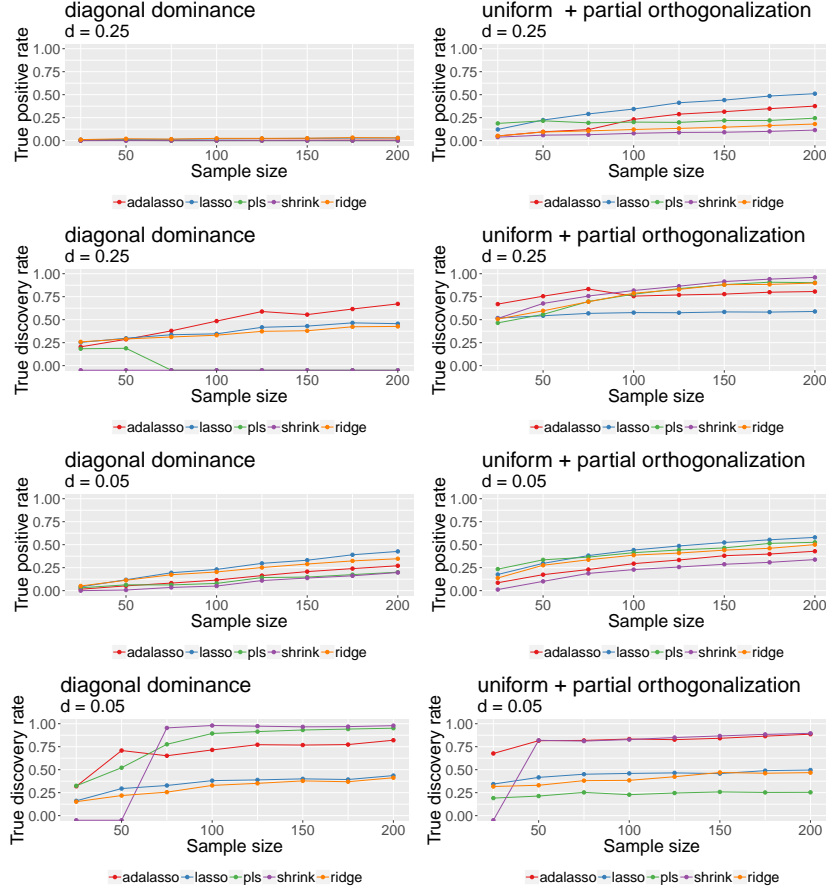 diagonal dominance
d = 0.25
True positive rate
1.00
0.75
0.50
0.25
0.00
50
100
150
200
Sample size
adalasso lasso pls shrink ridge
uniform + partial orthogonalization
d = 0.25
True positive rate
1.00
0.75
0.50
0.25
0.00
50
100
150
200
Sample size
adalasso lasso pls shrink ridge
diagonal dominance
d = 0.25
True discovery rate
1.00
0.75
0.50
0.25
0.00
50
100
150
200
Sample size
adalasso lasso pls shrink ridge
uniform + partial orthogonalization
d = 0.25
True discovery rate
1.00
0.75
0.50
0.25
0.00
50
100
150
200
Sample size
adalasso lasso pls shrink ridge
diagonal dominance
d = 0.05
True positive rate
1.00
0.75
0.50
0.25
0.00
50
100
150
200
Sample size
adalasso lasso pls shrink ridge
uniform + partial orthogonalization
d = 0.05
True positive rate
1.00
0.75
0.50
0.25
0.00
50
100
150
200
Sample size
adalasso lasso pls shrink ridge
diagonal dominance
d = 0.05
True discovery rate
1.00
0.75
0.50
0.25
0.00
50
100
150
200
Sample size
adalasso lasso pls shrink ridge
uniform + partial orthogonalization
d = 0.05
True discovery rate
1.00
0.75
0.50
0.25
0.00
50
100
150
200
Sample size
adalasso lasso pls shrink ridge